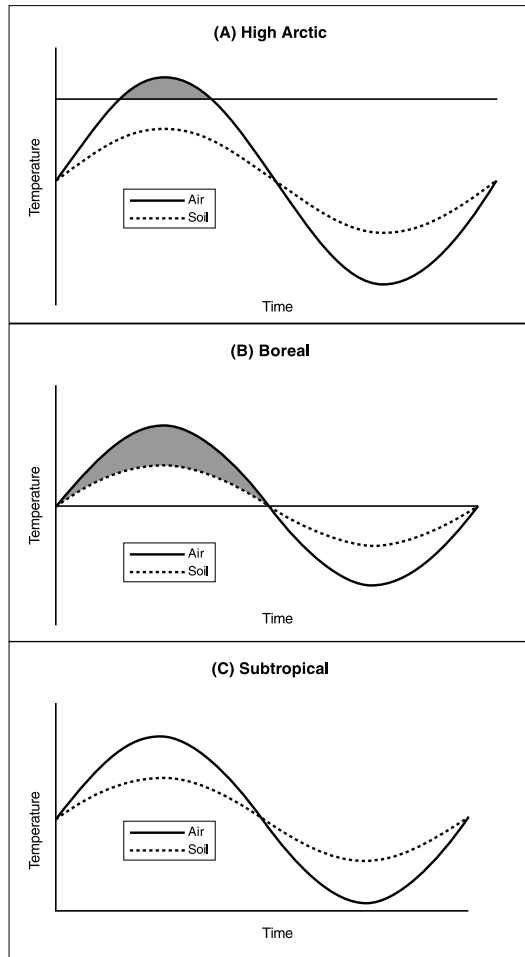 (A) High Arctic
Temperature
Air
Soil
Time
(B) Boreal
Temperature
Air
Soil
Time
(C) Subtropical
Temperature
Air
Soil
Time